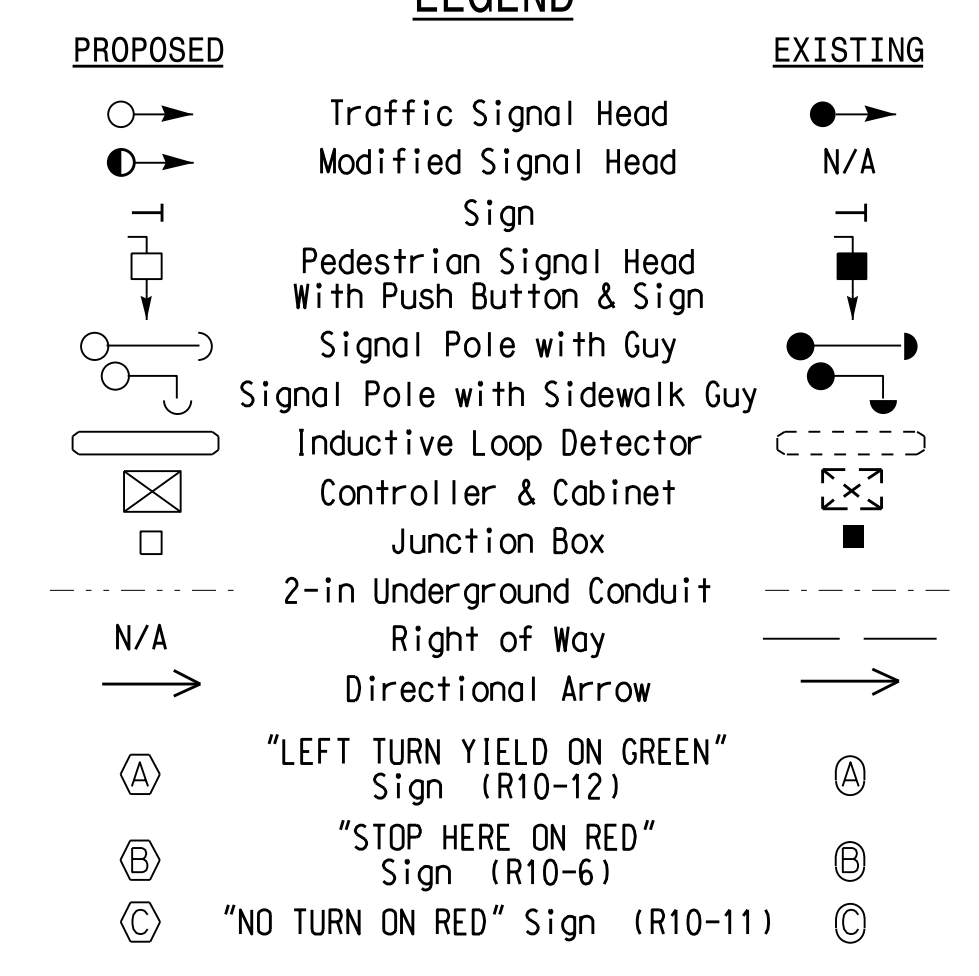 LEGEND
PROPOSED EXISTING
Traffic Signal Head
Modified Signal Head N/A
Sign
Pedestrian Signal Head
With Push Button & Sign
Signal Pole with Guy
Signal Pole with Sidewalk Guy
Inductive Loop Detector
Controller & Cabinet
Junction Box
2-in Underground Conduit
N/A Right of Way
Directional Arrow
"LEFT TURN YIELD ON GREEN"
A Sign (R10-12) A
"STOP HERE ON RED"
B Sign (R10-6) B
C "NO TURN ON RED" Sign (R10-11) C